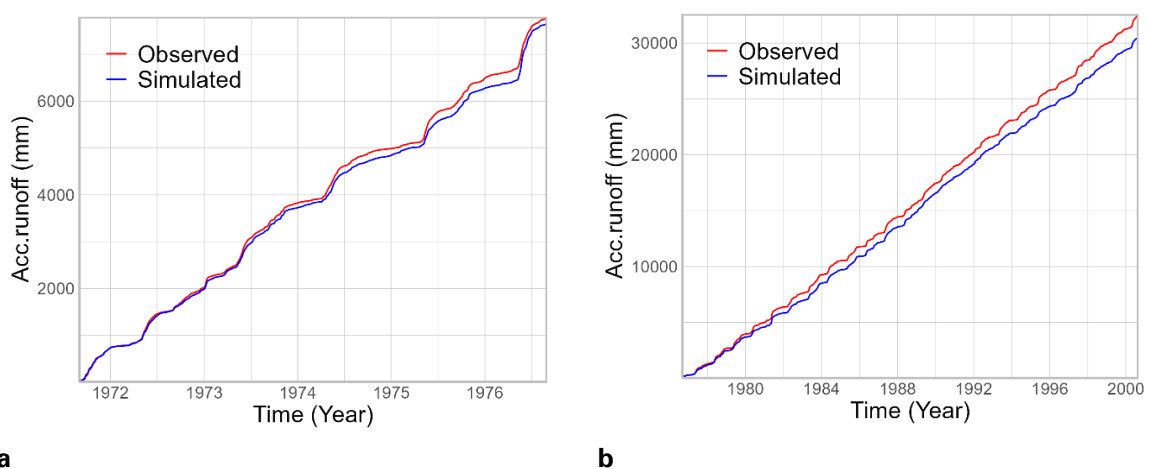 Observed
Simulated
6000
4000
2000
Acc.runoff (mm)
1972 1973 1974 1975 1976
Time (Year)
a
Observed
Simulated
30000
20000
10000
Acc.runoff (mm)
1980 1984 1988 1992 1996 2000
Time (Year)
b